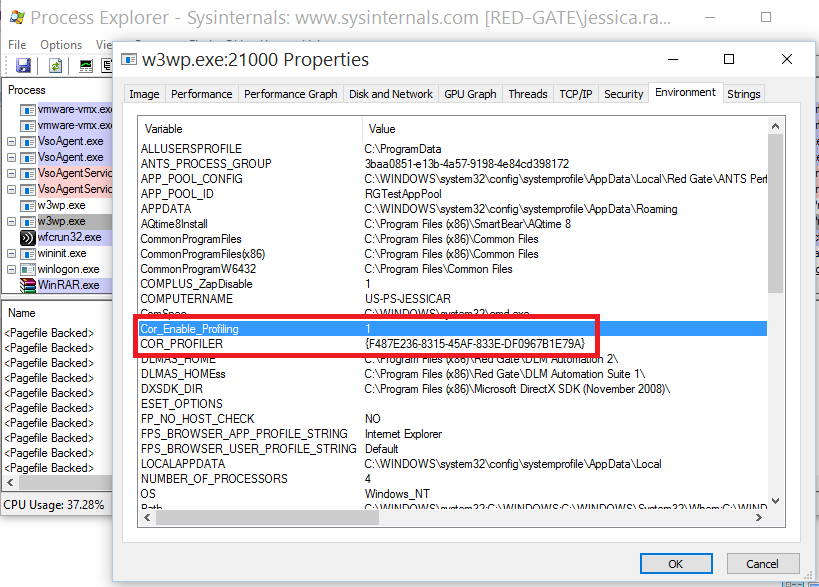 Process Explorer - Sysinternals: www.sysinternals.com [RED-GATE\jessica.ra...
File Options Vie
w3wp.exe:21000 Properties
Image Performance Performance Graph Disk and Network GPU Graph Threads TCP/IP Security Environment Strings
Process
vmware-vmx.exe
vmware-vmx.exe
VsoAgent.exe
VsoAgent.exe
VsoAgentServic
VsoAgentServic
w3wp.exe
w3wp.exe
wfcrun32.exe
wininit.exe
winlogon.exe
WinRAR.exe
Name
<Pagefile Backed>
<Pagefile Backed>
<Pagefile Backed>
<Pagefile Backed>
<Pagefile Backed>
<Pagefile Backed>
<Pagefile Backed>
<Pagefile Backed>
<Pagefile Backed>
<Pagefile Backed>
CPU Usage: 37.28%
Variable Value
ALLUSERSPROFILE C:\ProgramData
ANTS_PROCESS_GROUP 3baa0851-e13b-4a57-9198-4e84cd398172
APP_POOL_CONFIG C:\WINDOWS\system32\config\systemprofile\AppData\Local\Red Gate\ANTS Perf
APP_POOL_ID RGTestAppPool
APPDATA C:\WINDOWS\system32\config\systemprofile\AppData\Roaming
AQtime8Install C:\Program Files (x86)\SmartBear\AQtime 8
CommonProgramFiles C:\Program Files (x86)\Common Files
CommonProgramFiles(x86) C:\Program Files (x86)\Common Files
CommonProgramW6432 C:\Program Files\Common Files
COMPLUS_ZapDisable 1
COMPUTERNAME US-PS-JESSICAR
ComSpec C:\WINDOWS\system32\cmd.exe
Cor_Enable_Profiling 1
COR_PROFILER {F487E236-8315-45AF-833E-DF0967B1E79A}
DLMAS_HOME C:\Program Files (x86)\Red Gate\DLM Automation 2\
DLMAS_HOMEss C:\Program Files (x86)\Red Gate\DLM Automation Suite 1\
DXSDK_DIR C:\Program Files (x86)\Microsoft DirectX SDK (November 2008)\
ESET_OPTIONS
FP_NO_HOST_CHECK NO
FPS_BROWSER_APP_PROFILE_STRING Internet Explorer
FPS_BROWSER_USER_PROFILE_STRING Default
LOCALAPPDATA C:\WINDOWS\system32\config\systemprofile\AppData\Local
NUMBER_OF_PROCESSORS 4
OS Windows_NT
Path C:\WINDOWS\system32;C:\WINDOWS;C:\WINDOWS\System32\Wbem;C:\WIND
OK Cancel